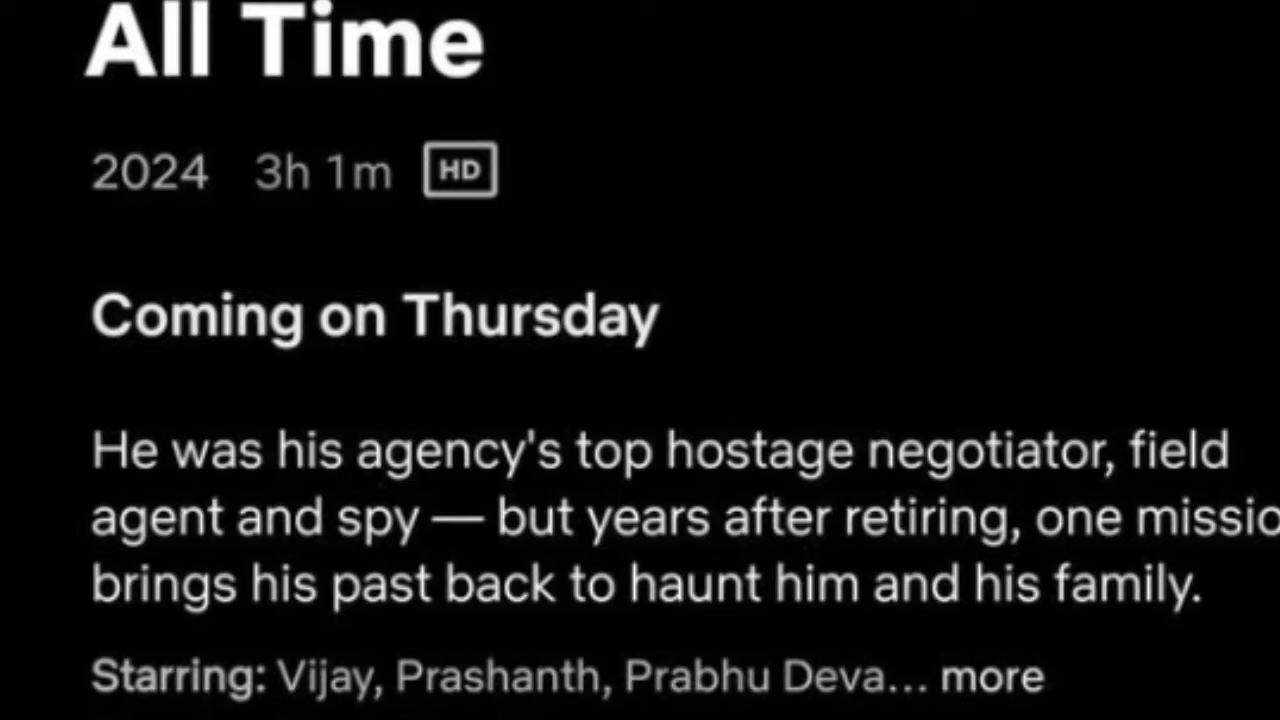 All Time
2024 3h 1m HD
Coming on Thursday
He was his agency's top hostage negotiator, field
agent and spy — but years after retiring, one missio
brings his past back to haunt him and his family.
Starring: Vijay, Prashanth, Prabhu Deva... more